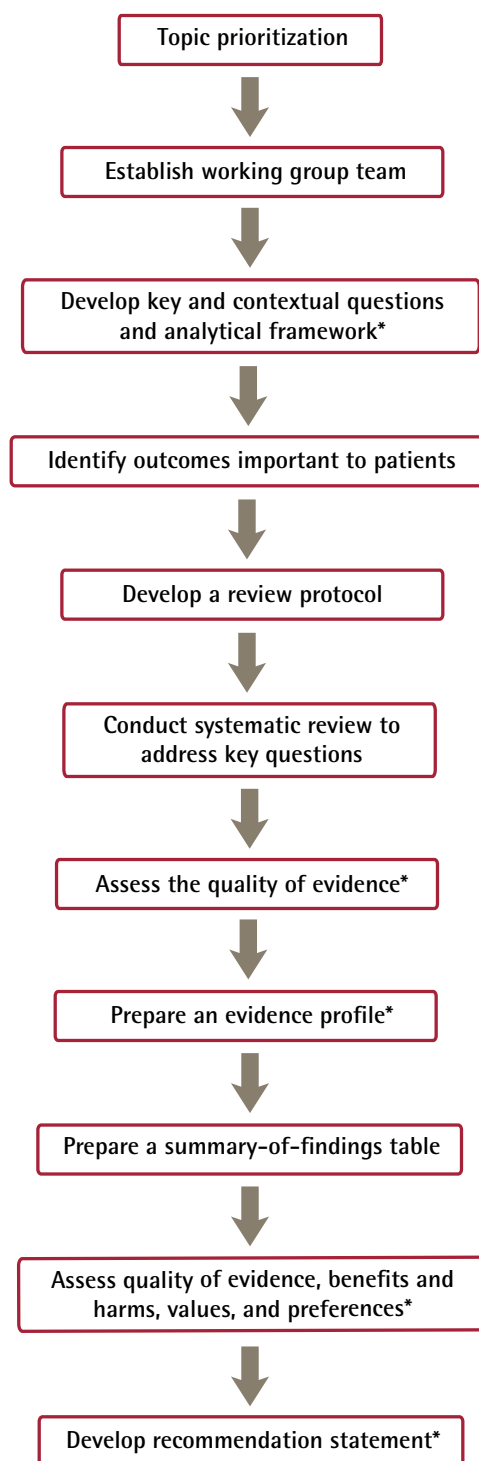 Topic prioritization
Establish working group team
Develop key and contextual questions
and analytical framework*
Identify outcomes important to patients
Develop a review protocol
Conduct systematic review to
address key questions
Assess the quality of evidence*
Prepare an evidence profile*
Prepare a summary-of-findings table
Assess quality of evidence, benefits and
harms, values, and preferences*
Develop recommendation statement*